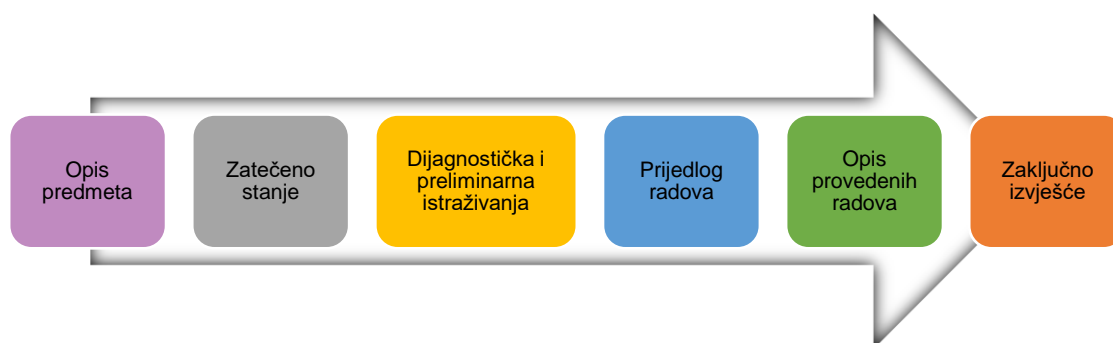 Opis
predmeta
Zatečeno
stanje
Dijagnostička i
preliminarna
istraživanja
Prijedlog
radova
Opis
provedenih
radova
Zaključno
izvješće